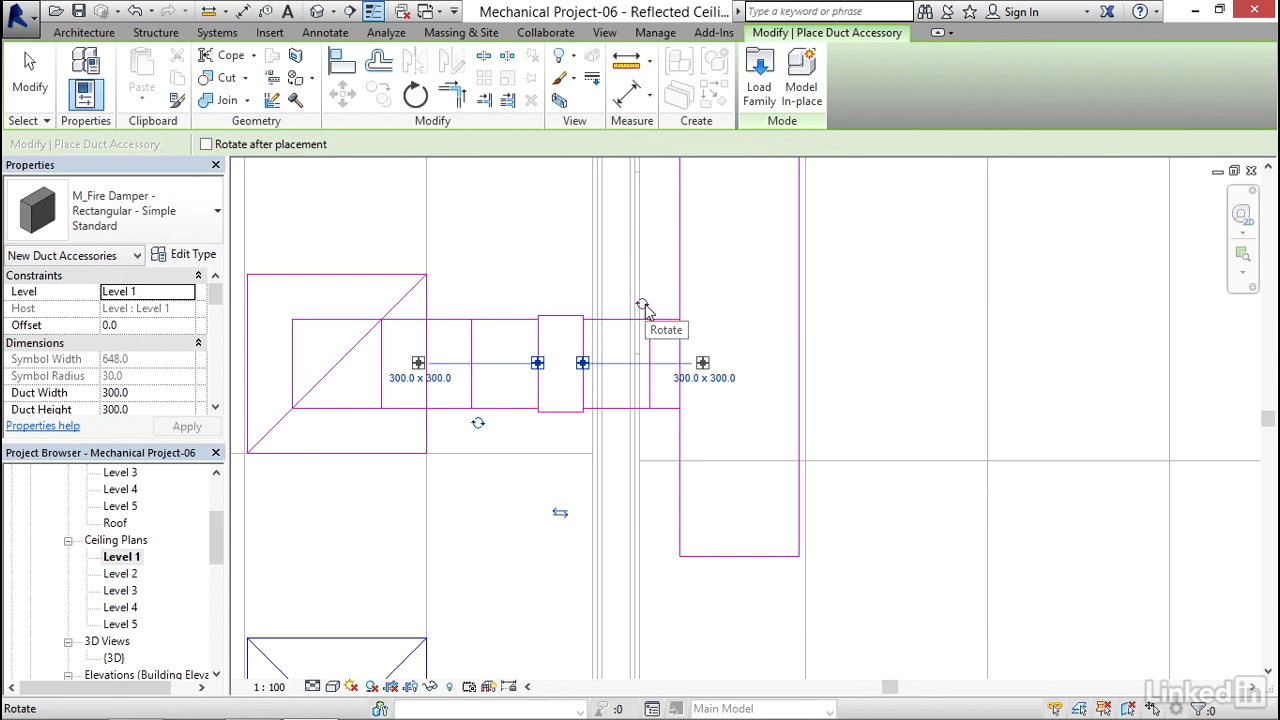 Mechanical Project-06 - Reflected Ceili...
Type a keyword or phrase
Sign In
Architecture Structure Systems Insert Annotate Analyze Massing & Site Collaborate View Manage Add-Ins Modify | Place Duct Accessory
Modify
Properties
Paste
Cope
Cut
Join
Load Family
Model In-place
Select Properties Clipboard Geometry Modify View Measure Create Mode
Modify | Place Duct Accessory Rotate after placement
Properties
M_Fire Damper -
Rectangular - Simple
Standard
New Duct Accessories Edit Type
Constraints
Level Level 1
Host Level : Level 1
Offset 0.0
Dimensions
Symbol Width 648.0
Symbol Radius 30.0
Duct Width 300.0
Duct Height 300.0
Properties help Apply
Project Browser - Mechanical Project-06
Level 3
Level 4
Level 5
Roof
Ceiling Plans
Level 1
Level 2
Level 3
Level 4
Level 5
3D Views
{3D}
Elevations (Building Eleva
2D
Rotate
300.0 x 300.0 300.0 x 300.0
1 : 100
Rotate
:0
Main Model
:0
Linked in